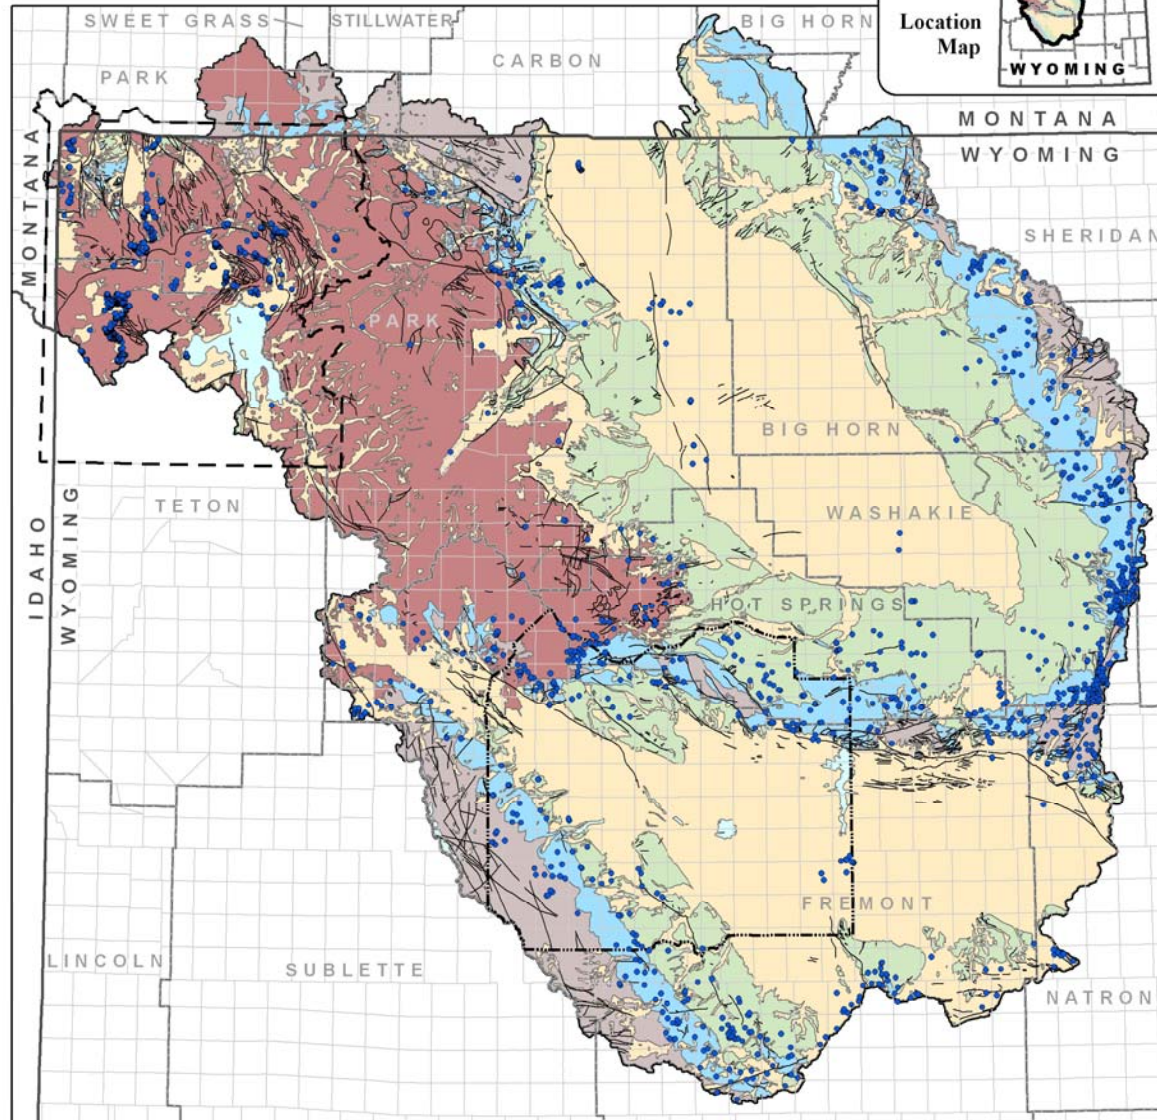 SWEET GRASS
STILLWATER
BIG HORN
Location
Map
WYOMING
PARK
CARBON
MONTANA
WYOMING
MONTANA
SHERIDAN
PARK
BIG HORN
TETON
WASHAKIE
IDAHO
WYOMING
HOT SPRINGS
FREMONT
LINCOLN
SUBLETTE
NATRON